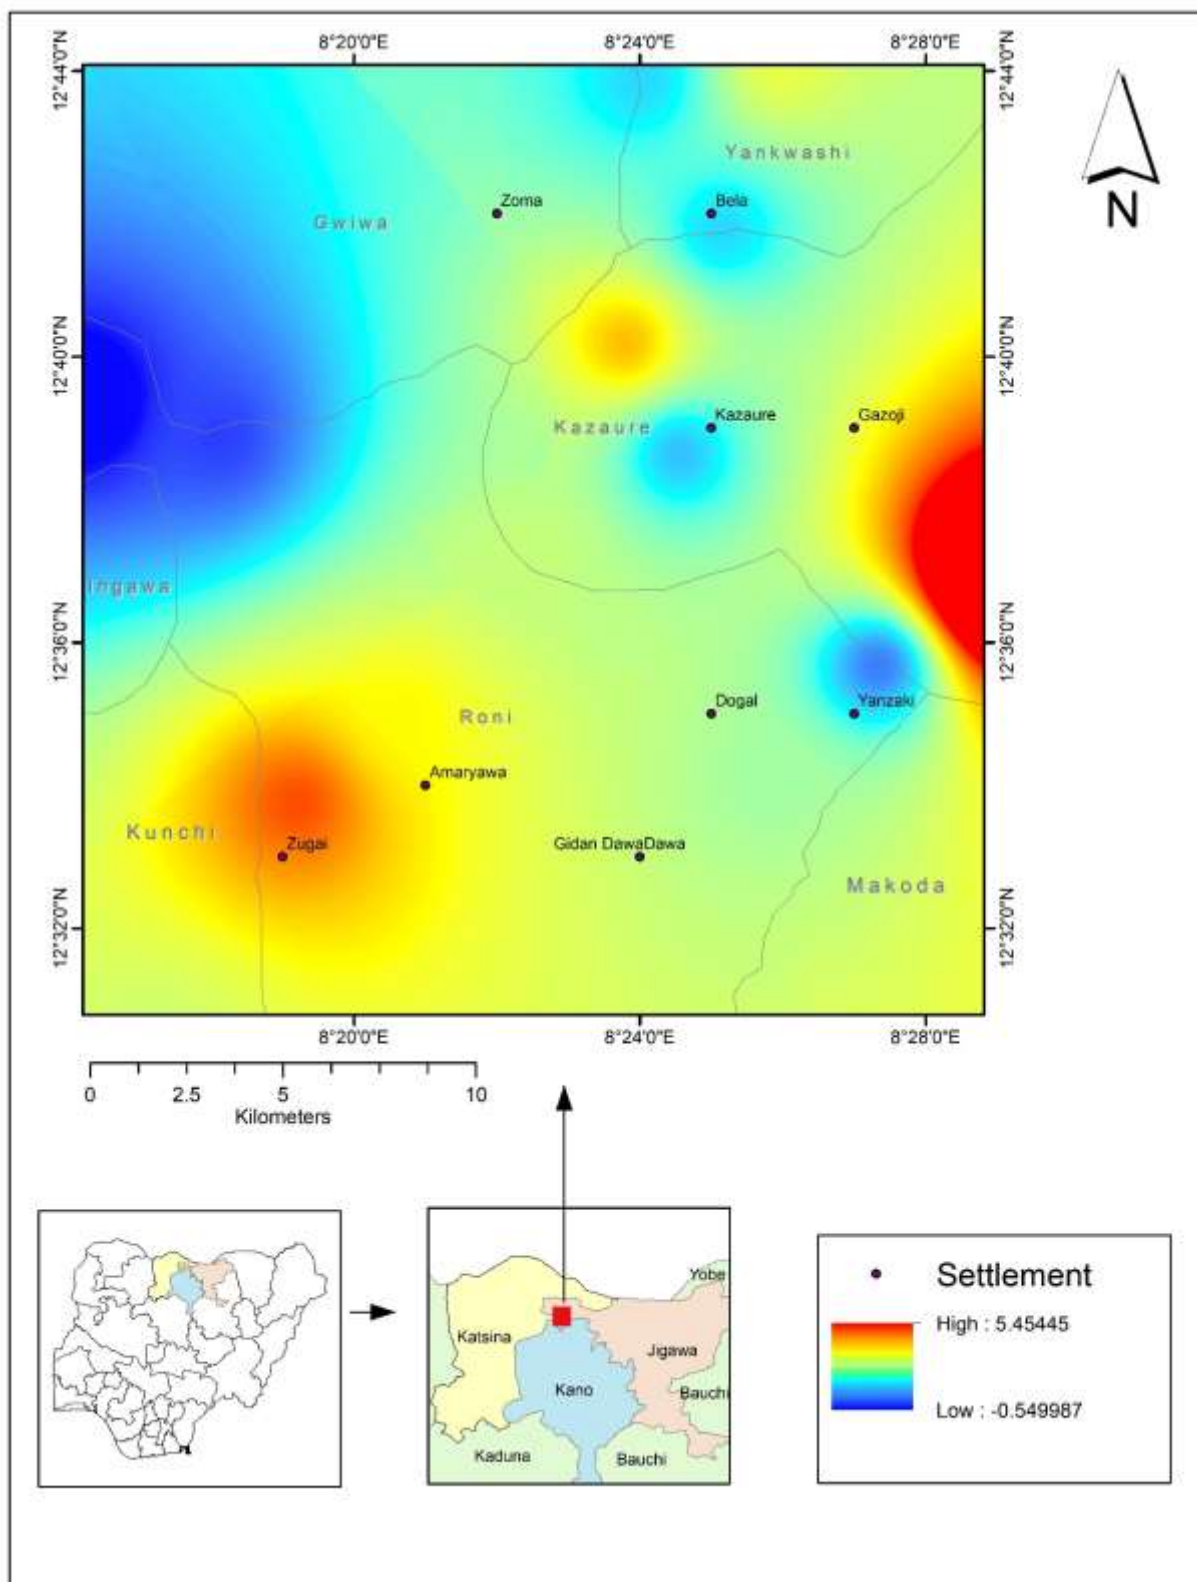 8°20'0"E
8°24'0"E
8°28'0"E
12°44'0"N
12°44'0"N
Yankwashi
N
Zoma
Bela
Gwiwa
12°40'0"N
12°40'0"N
Kazaure
Kazaure
Gazoji
Ingawa
12°36'0"N
12°36'0"N
Dogal
Yanzaki
Roni
Amaryawa
Kunchi
Zugai
Gidan DawaDawa
Makoda
12°32'0"N
12°32'0"N
8°20'0"E
8°24'0"E
8°28'0"E
0
2.5
5
10
Kilometers
Yobe
Katsina
Jigawa
Kano
Bauchi
Kaduna
Bauchi
Settlement
High : 5.45445
Low : -0.549987